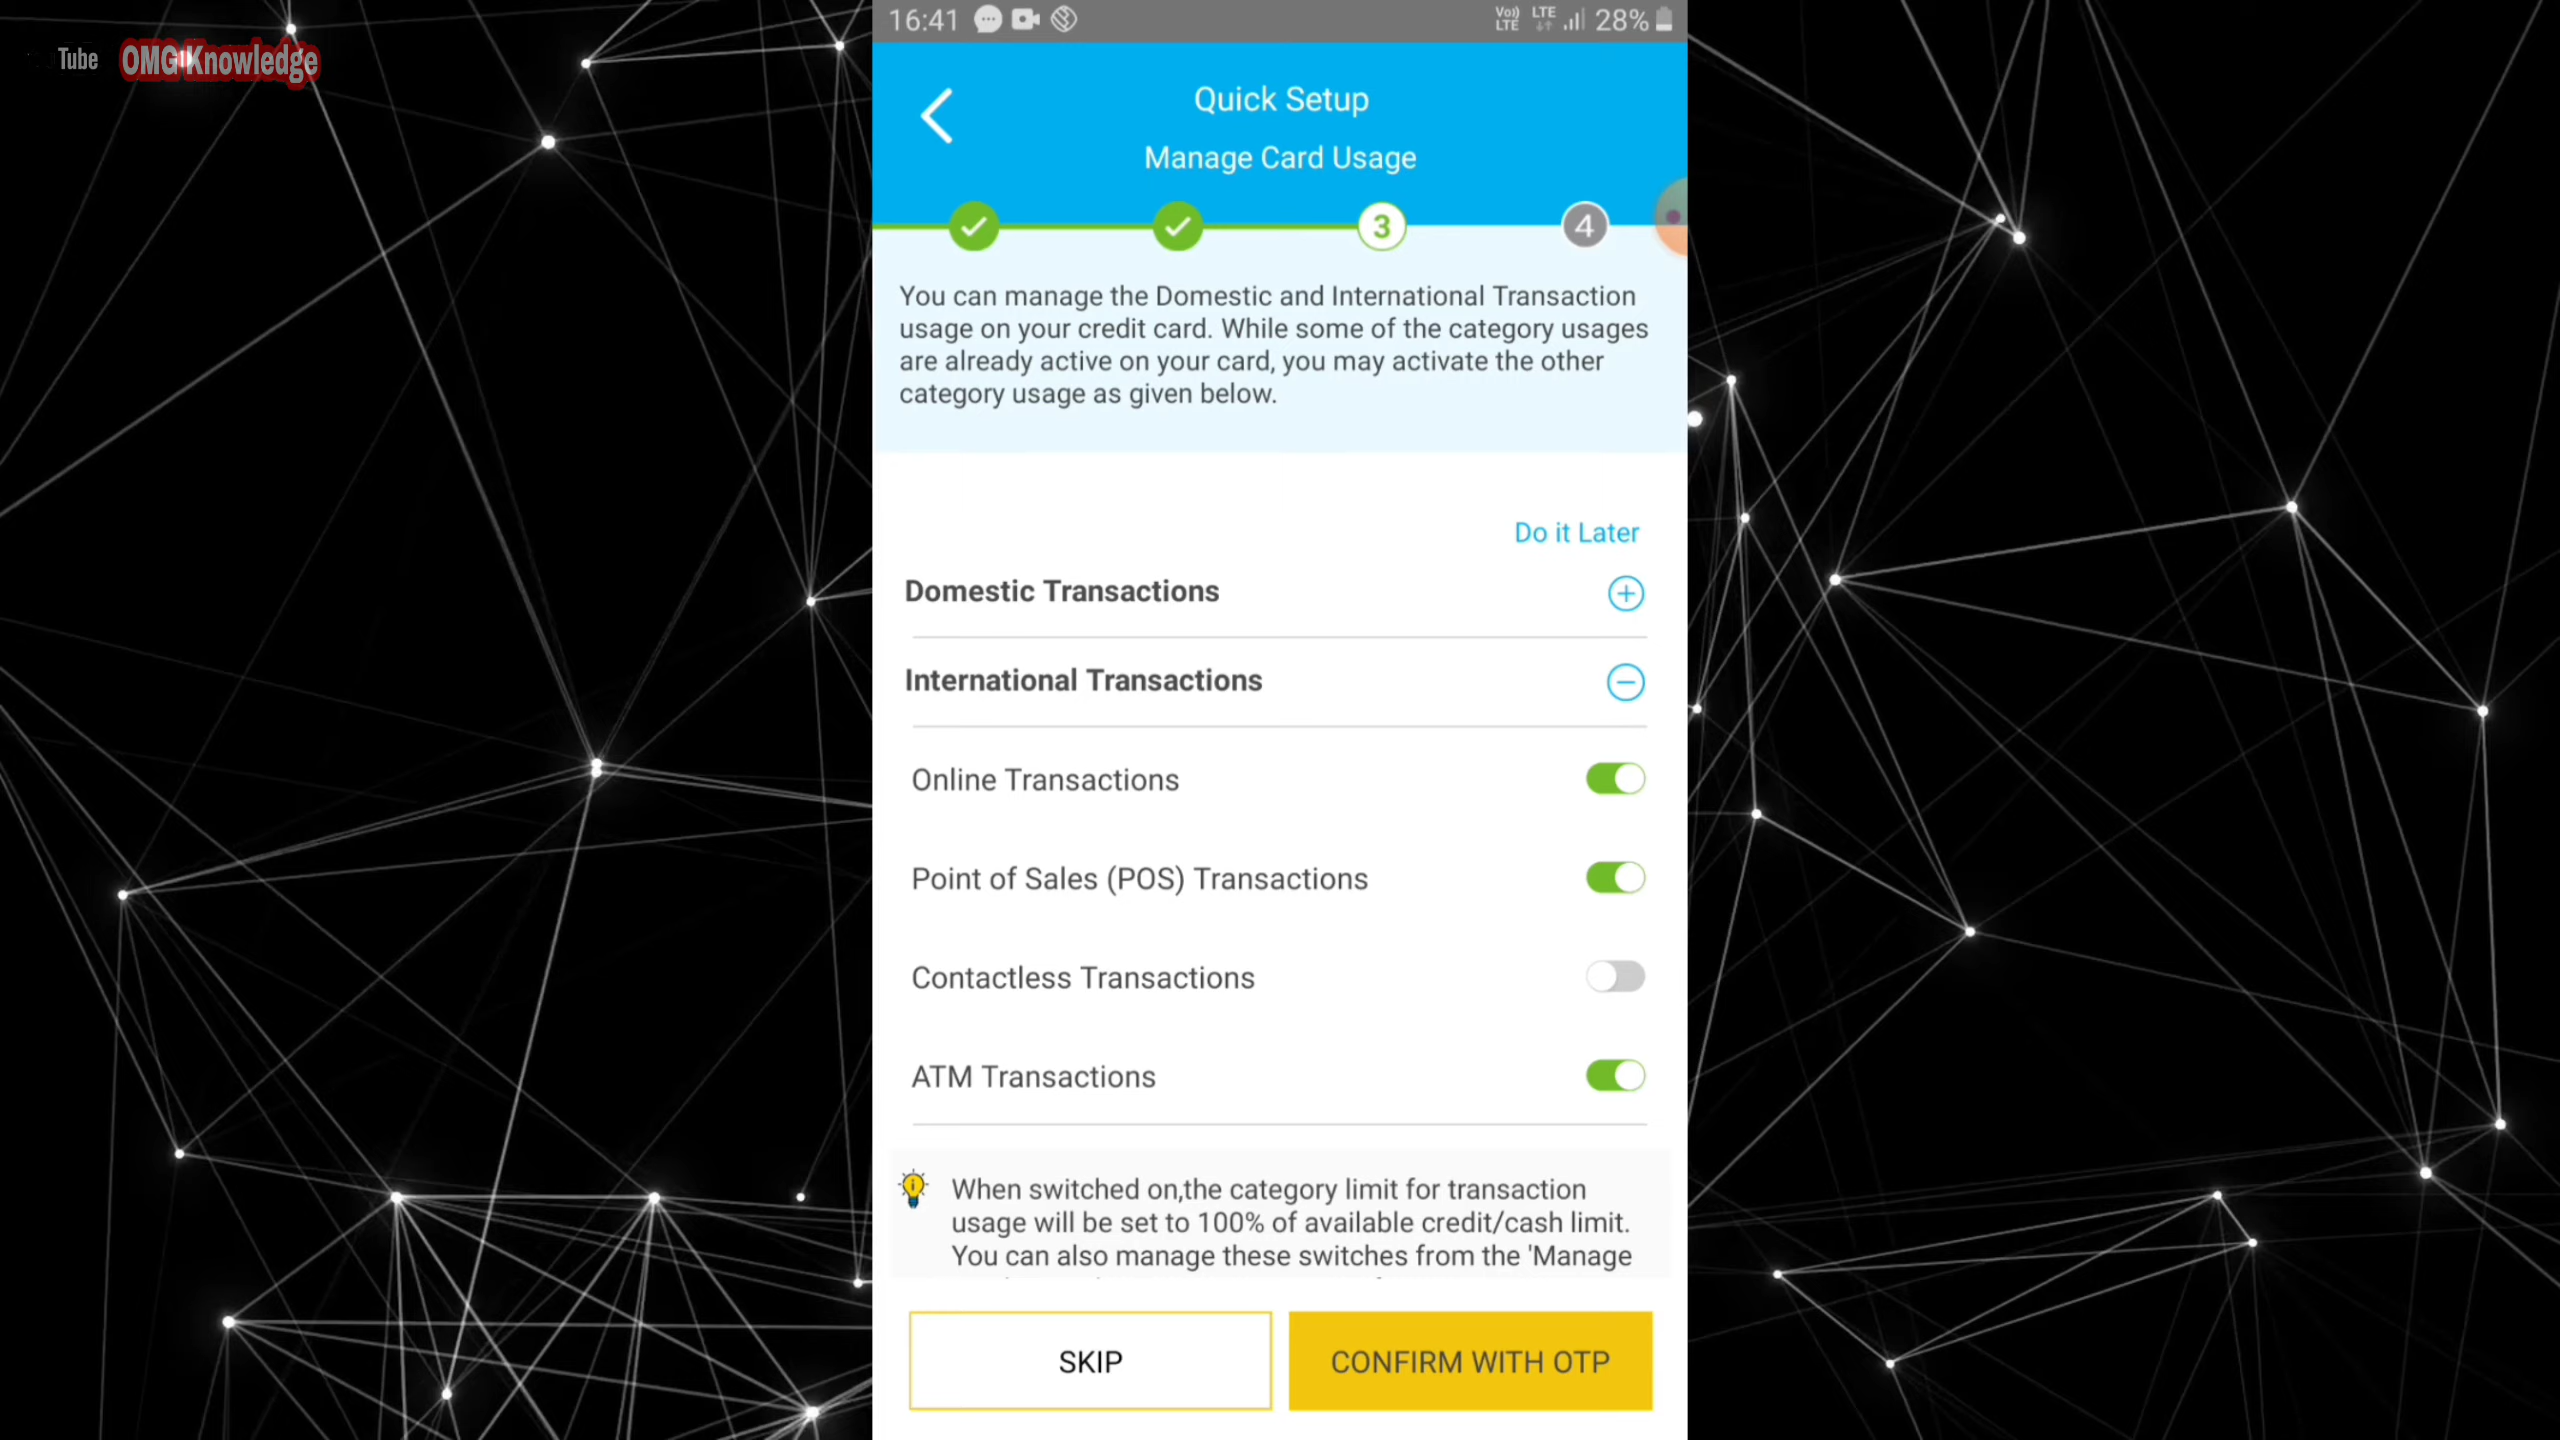 16:41
Vo)) LTE LTE 28%
Tube OMG Knowledge
Quick Setup
Manage Card Usage
3 4
You can manage the Domestic and International Transaction
usage on your credit card. While some of the category usages
are already active on your card, you may activate the other
category usage as given below.
Do it Later
Domestic Transactions
International Transactions
Online Transactions
Point of Sales (POS) Transactions
Contactless Transactions
ATM Transactions
When switched on,the category limit for transaction
usage will be set to 100% of available credit/cash limit.
You can also manage these switches from the 'Manage
SKIP
CONFIRM WITH OTP